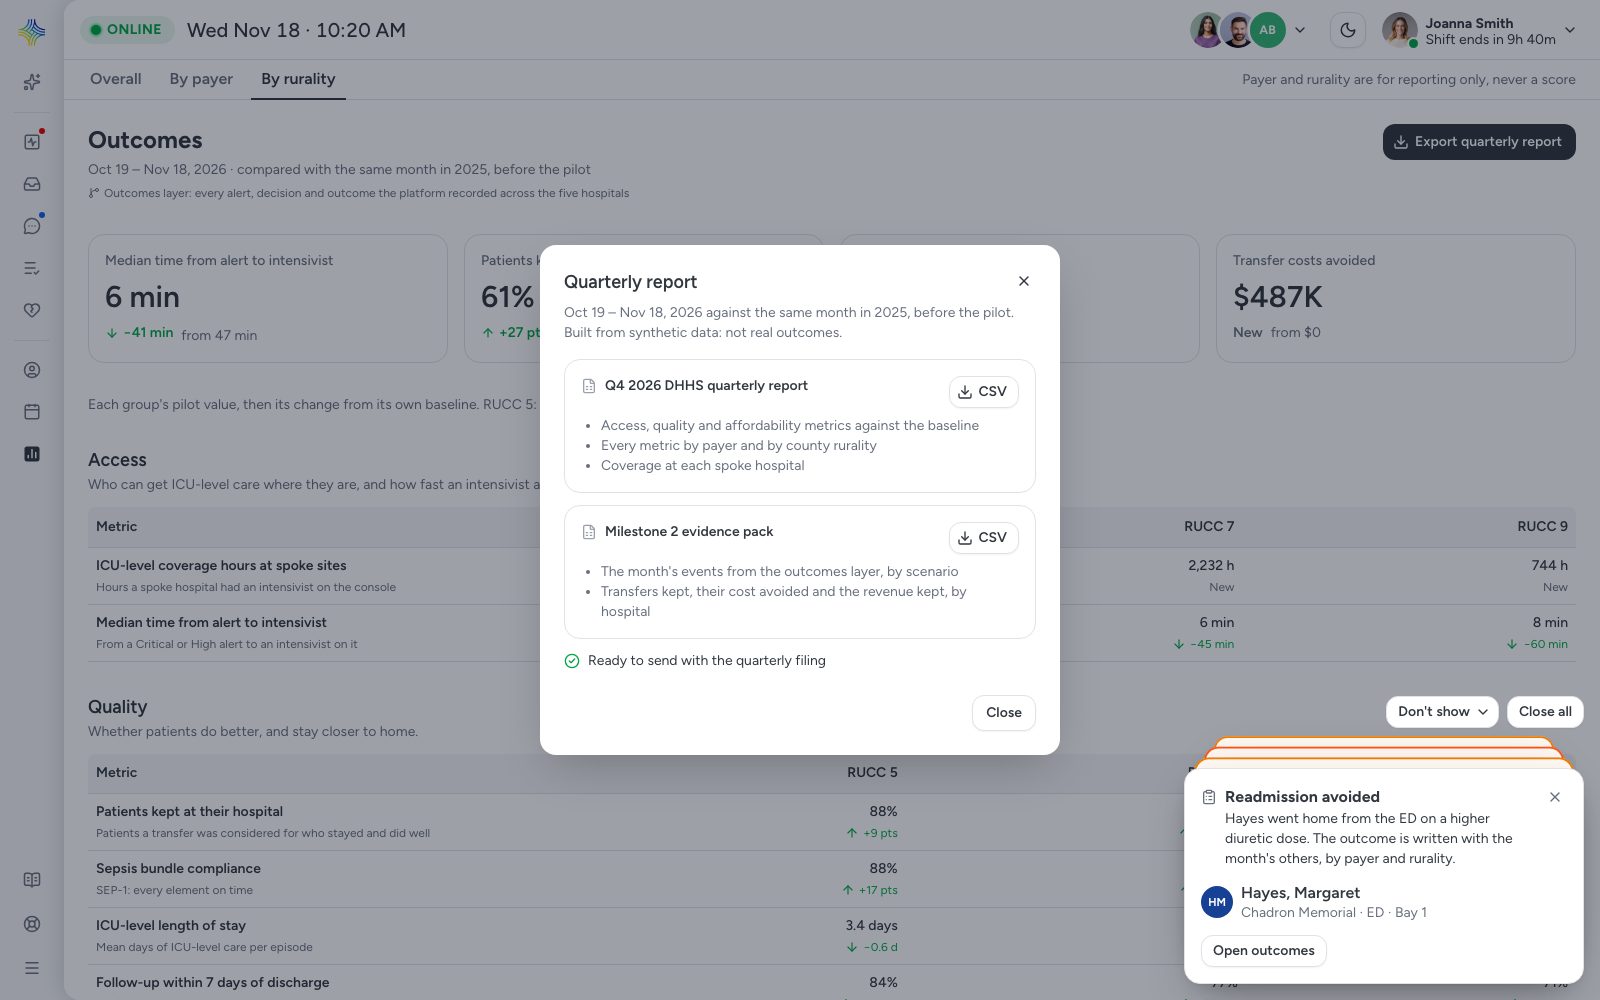 ONLINE
Wed Nov 18 · 10:20 AM
AB
Joanna Smith
Shift ends in 9h 40m
Overall
By payer
By rurality
Payer and rurality are for reporting only, never a score
Outcomes
Oct 19 – Nov 18, 2026 · compared with the same month in 2025, before the pilot
Outcomes layer: every alert, decision and outcome the platform recorded across the five hospitals
Export quarterly report
Median time from alert to intensivist
6 min
−41 min from 47 min
Patients
61%
+27
Transfer costs avoided
$487K
New from $0
Each group's pilot value, then its change from its own baseline. RUCC 5:
Access
Who can get ICU-level care where they are, and how fast an intensivist
Metric
RUCC 7
RUCC 9
ICU-level coverage hours at spoke sites
2,232 h
744 h
Hours a spoke hospital had an intensivist on the console
New
New
Median time from alert to intensivist
6 min
8 min
From a Critical or High alert to an intensivist on it
−45 min
−60 min
Quality
Whether patients do better, and stay closer to home.
Metric
RUCC 5
Patients kept at their hospital
88%
Patients a transfer was considered for who stayed and did well
+9 pts
Sepsis bundle compliance
88%
SEP-1: every element on time
+17 pts
ICU-level length of stay
3.4 days
Mean days of ICU-level care per episode
−0.6 d
Follow-up within 7 days of discharge
84%
Quarterly report
Oct 19 – Nov 18, 2026 against the same month in 2025, before the pilot.
Built from synthetic data: not real outcomes.
Q4 2026 DHHS quarterly report
CSV
Access, quality and affordability metrics against the baseline
Every metric by payer and by county rurality
Coverage at each spoke hospital
Milestone 2 evidence pack
CSV
The month's events from the outcomes layer, by scenario
Transfers kept, their cost avoided and the revenue kept, by
hospital
Ready to send with the quarterly filing
Close
Don't show
Close all
Readmission avoided
Hayes went home from the ED on a higher
diuretic dose. The outcome is written with the
month's others, by payer and rurality.
HM
Hayes, Margaret
Chadron Memorial · ED · Bay 1
Open outcomes